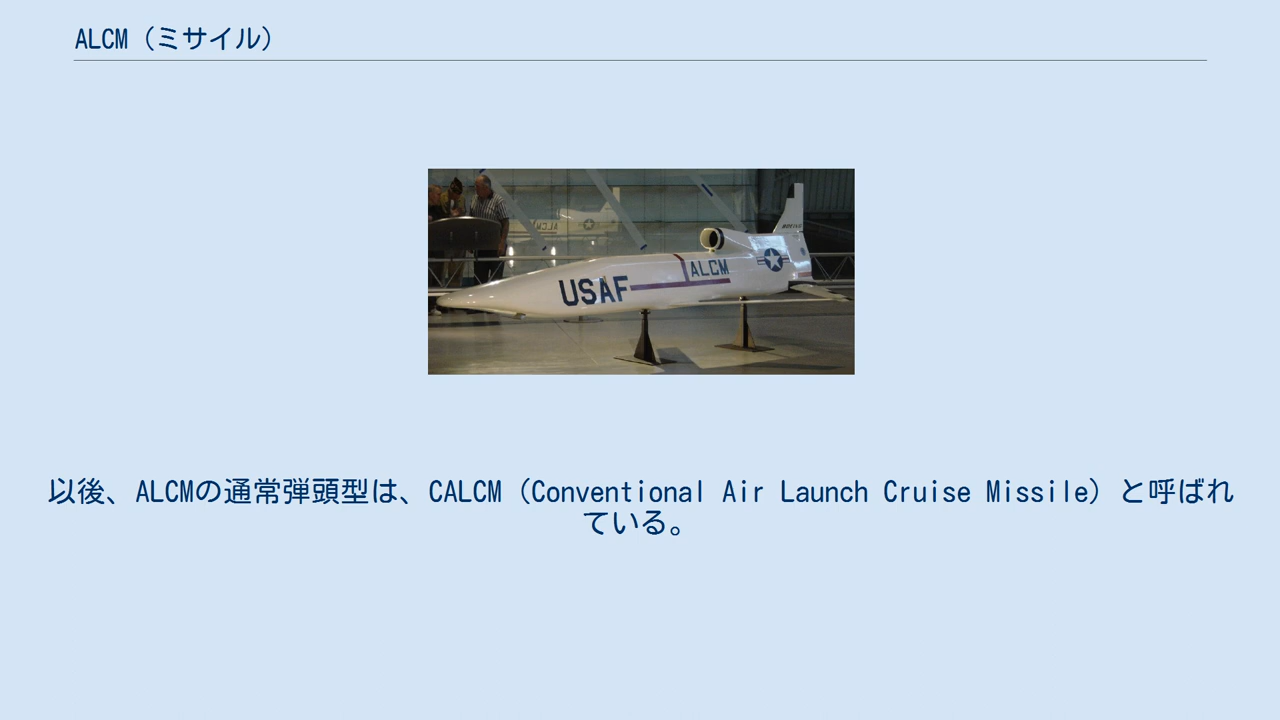 ALCM（ミサイル）
USAF
ALCM
BOEING
以後、ALCMの通常弾頭型は、CALCM（Conventional Air Launch Cruise Missile）と呼ばれ
ている。